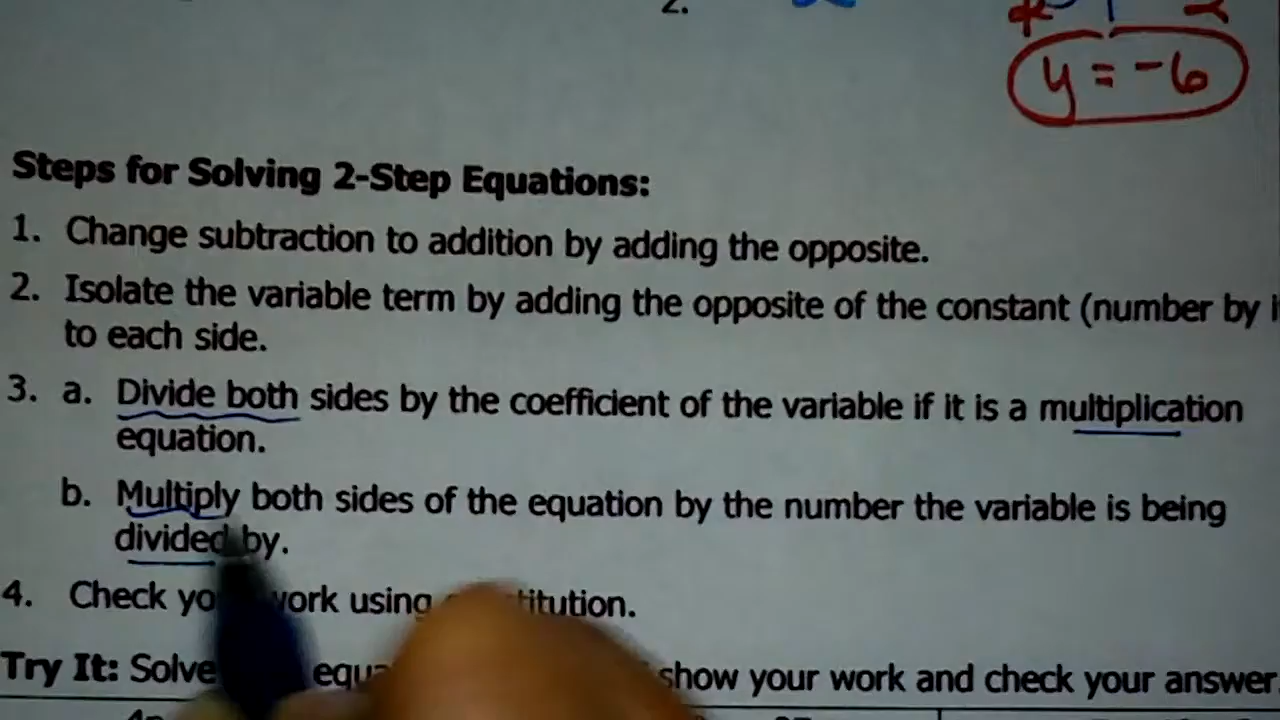 2.
y = -6
Steps for Solving 2-Step Equations:
1. Change subtraction to addition by adding the opposite.
2. Isolate the variable term by adding the opposite of the constant (number by
to each side.
3. a. Divide both sides by the coefficient of the variable if it is a multiplication
equation.
b. Multiply both sides of the equation by the number the variable is being
divided by.
4. Check work using
Try It: Solve show your work and check your answer.